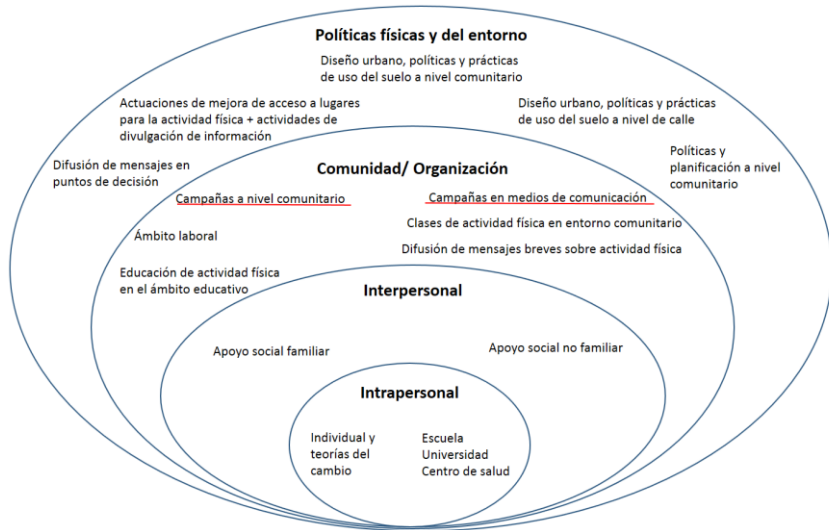 Políticas físicas y del entorno
Diseño urbano, políticas y prácticas
de uso del suelo a nivel comunitario
Actuaciones de mejora de acceso a lugares
para la actividad física + actividades de
divulgación de información
Diseño urbano, políticas y prácticas
de uso del suelo a nivel de calle
Difusión de mensajes en
puntos de decisión
Políticas y
planificación a nivel
comunitario
Comunidad/ Organización
Campañas a nivel comunitario
Campañas en medios de comunicación
Clases de actividad física en entorno comunitario
Ámbito laboral
Difusión de mensajes breves sobre actividad física
Educación de actividad física
en el ámbito educativo
Interpersonal
Apoyo social familiar
Apoyo social no familiar
Intrapersonal
Individual y
teorías del
cambio
Escuela
Universidad
Centro de salud